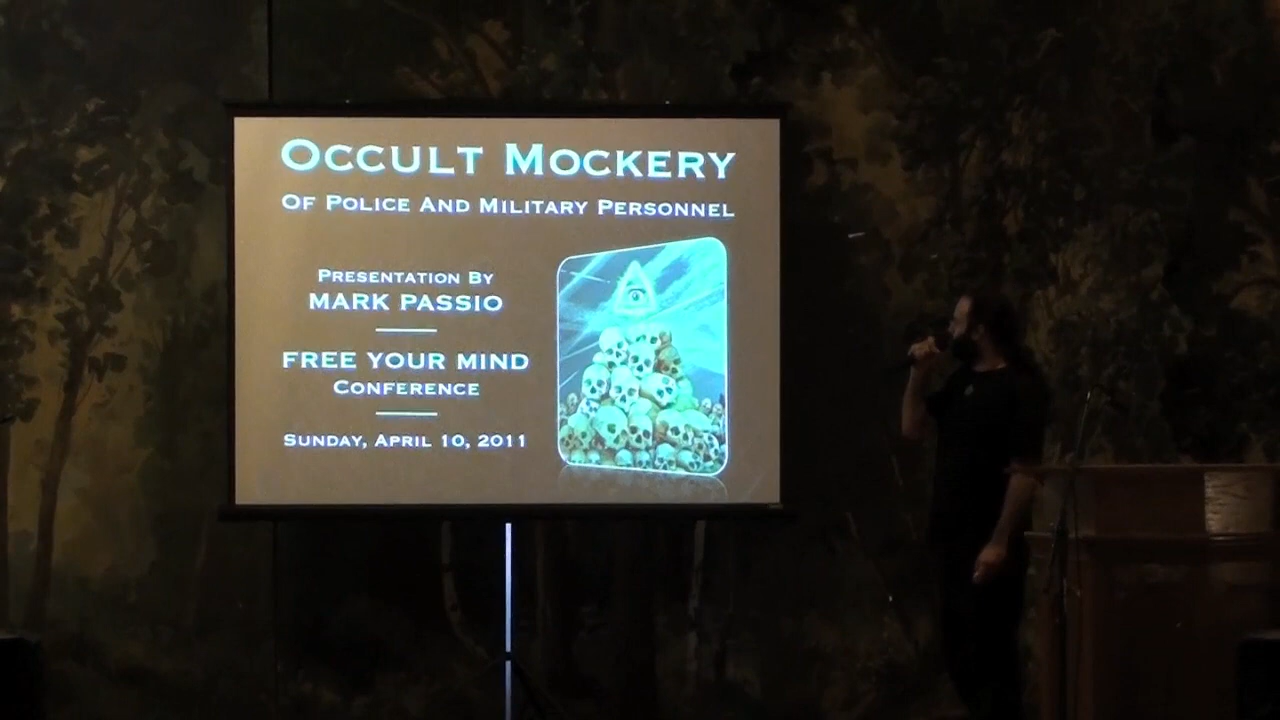 OCCULT MOCKERY
OF POLICE AND MILITARY PERSONNEL
PRESENTATION BY
MARK PASSIO
FREE YOUR MIND
CONFERENCE
SUNDAY, APRIL 10, 2011